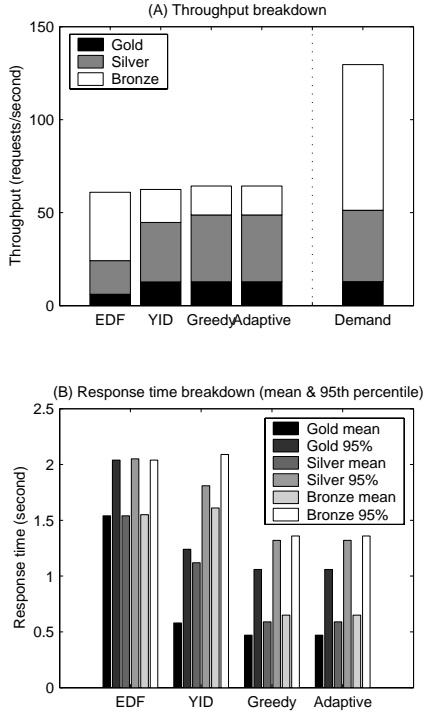 (A) Throughput breakdown
Throughput (requests/second)
150
100
50
0
Gold
Silver
Bronze
EDF YID Greedy Adaptive Demand
(B) Response time breakdown (mean & 95th percentile)
Response time (second)
2.5
2
1.5
1
0.5
0
Gold mean
Gold 95%
Silver mean
Silver 95%
Bronze mean
Bronze 95%
EDF YID Greedy Adaptive